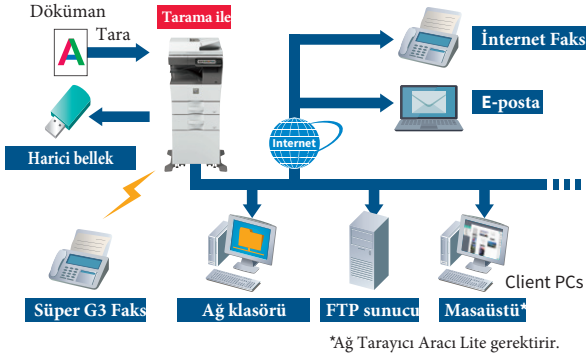 Döküman
Tara
Tarama ile
İnternet Faks
E-posta
Harici bellek
Internet
Client PCs
Süper G3 Faks
Ağ klasörü
FTP sunucu
Masaüstü*
*Ağ Tarayıcı Aracı Lite gerektirir.